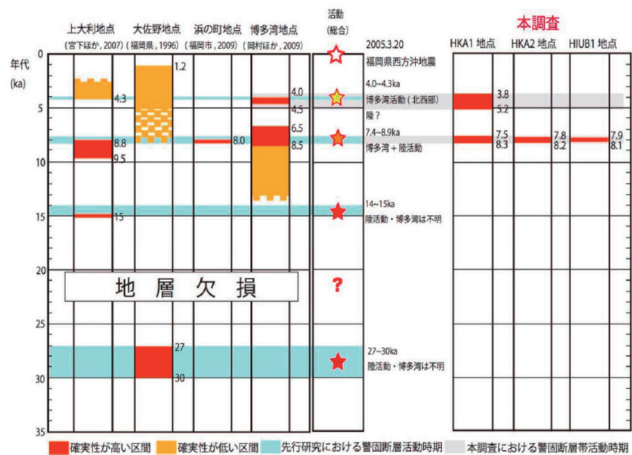 上大利地点
(宮下ほか, 2007)
大佐野地点
(福岡県, 1996)
浜の町地点
(福岡市, 2009)
博多湾地点
(岡村ほか, 2009)
活動
(総合)
本調査
HKA1 地点
HKA2 地点
HIUB1 地点
年代
(ka)
0
5
10
15
20
25
30
35
4.3
8.8
9.5
15
1.2
27
30
8.0
4.0
4.5
6.5
8.5
地層欠損
?
2005.3.20
福岡県西方沖地震
4.0~4.3ka
博多湾活動 ( 北西部)
陸?
7.4~8.9ka
博多湾 + 陸活動
14~15ka
陸活動・博多湾は不明
27~30ka
陸活動・博多湾は不明
3.8
5.2
7.5
8.3
7.8
8.2
7.9
8.1
確実性が高い区間
確実性が低い区間
先行研究における警固断層活動時期
本調査における警固断層帯活動時期